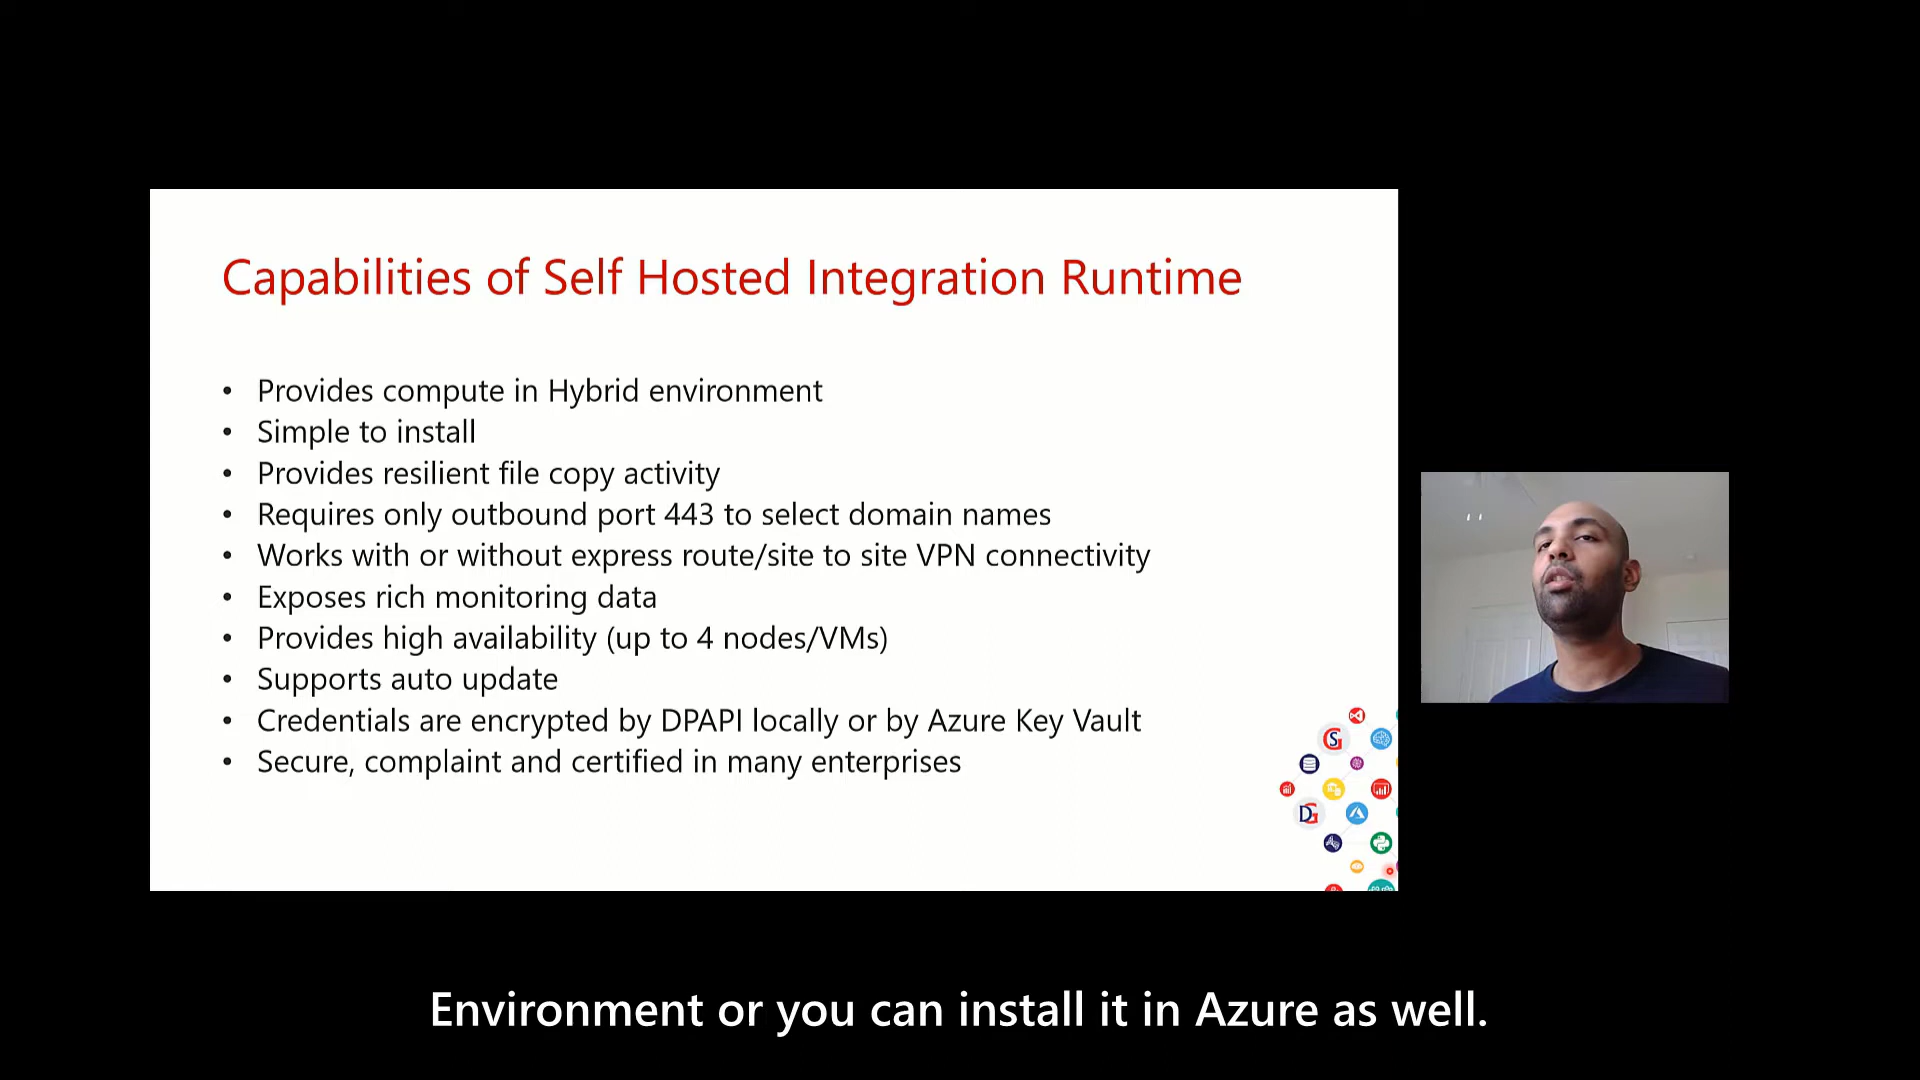 Capabilities of Self Hosted Integration Runtime
• Provides compute in Hybrid environment
• Simple to install
• Provides resilient file copy activity
• Requires only outbound port 443 to select domain names
• Works with or without express route/site to site VPN connectivity
• Exposes rich monitoring data
• Provides high availability (up to 4 nodes/VMs)
• Supports auto update
• Credentials are encrypted by DPAPI locally or by Azure Key Vault
• Secure, complaint and certified in many enterprises
Environment or you can install it in Azure as well.